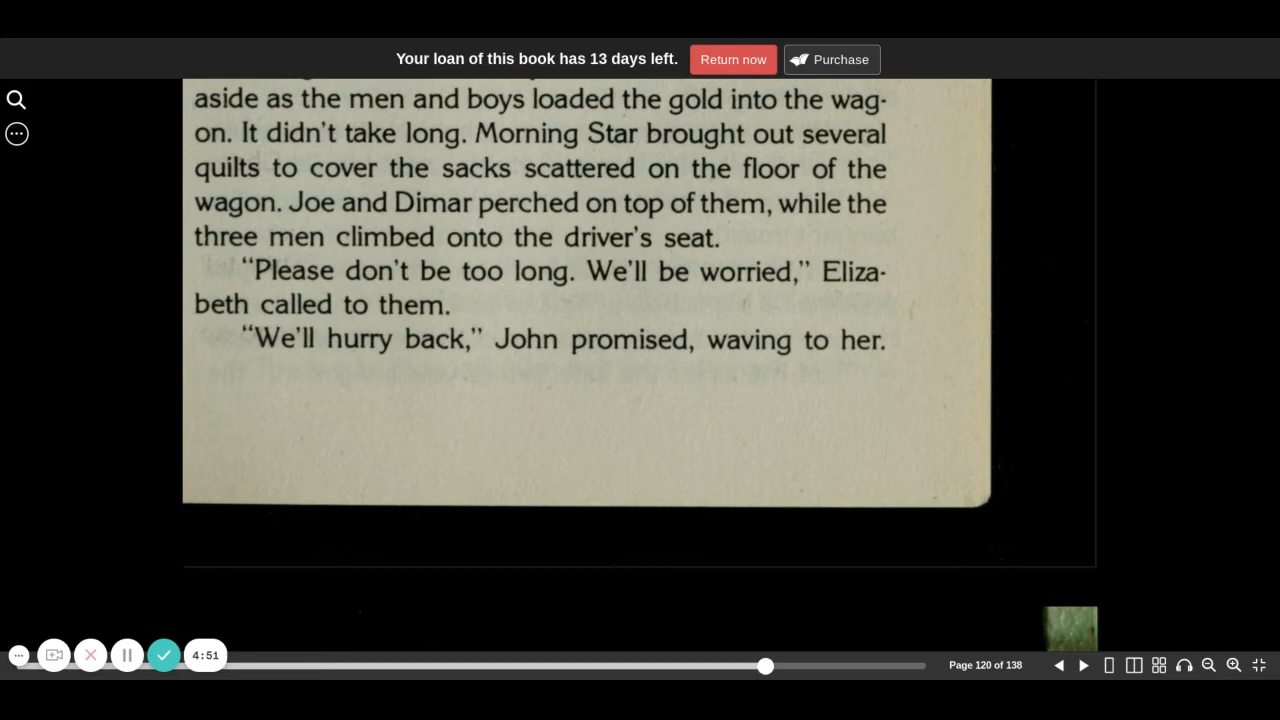 Your loan of this book has 13 days left. Return now Purchase
aside as the men and boys loaded the gold into the wag-
on. It didn't take long. Morning Star brought out several
quilts to cover the sacks scattered on the floor of the
wagon. Joe and Dimar perched on top of them, while the
three men climbed onto the driver's seat.
“Please don't be too long. We'll be worried,” Eliza-
beth called to them.
“We'll hurry back,” John promised, waving to her.
4:51
Page 120 of 138